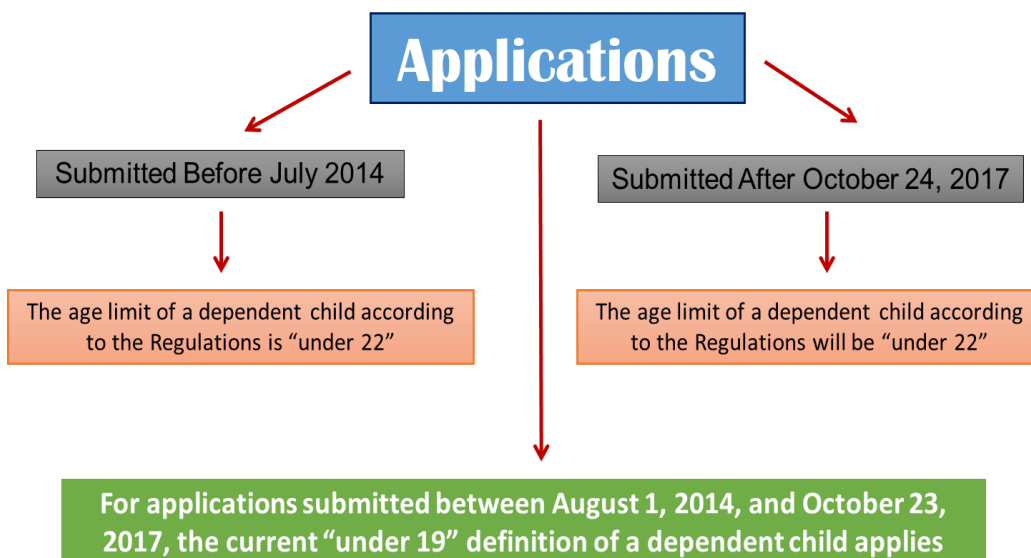 Applications
Submitted Before July 2014
Submitted After October 24, 2017
The age limit of a dependent child according
to the Regulations is “under 22”
The age limit of a dependent child according
to the Regulations will be “under 22”
For applications submitted between August 1, 2014, and October 23,
2017, the current “under 19” definition of a dependent child applies